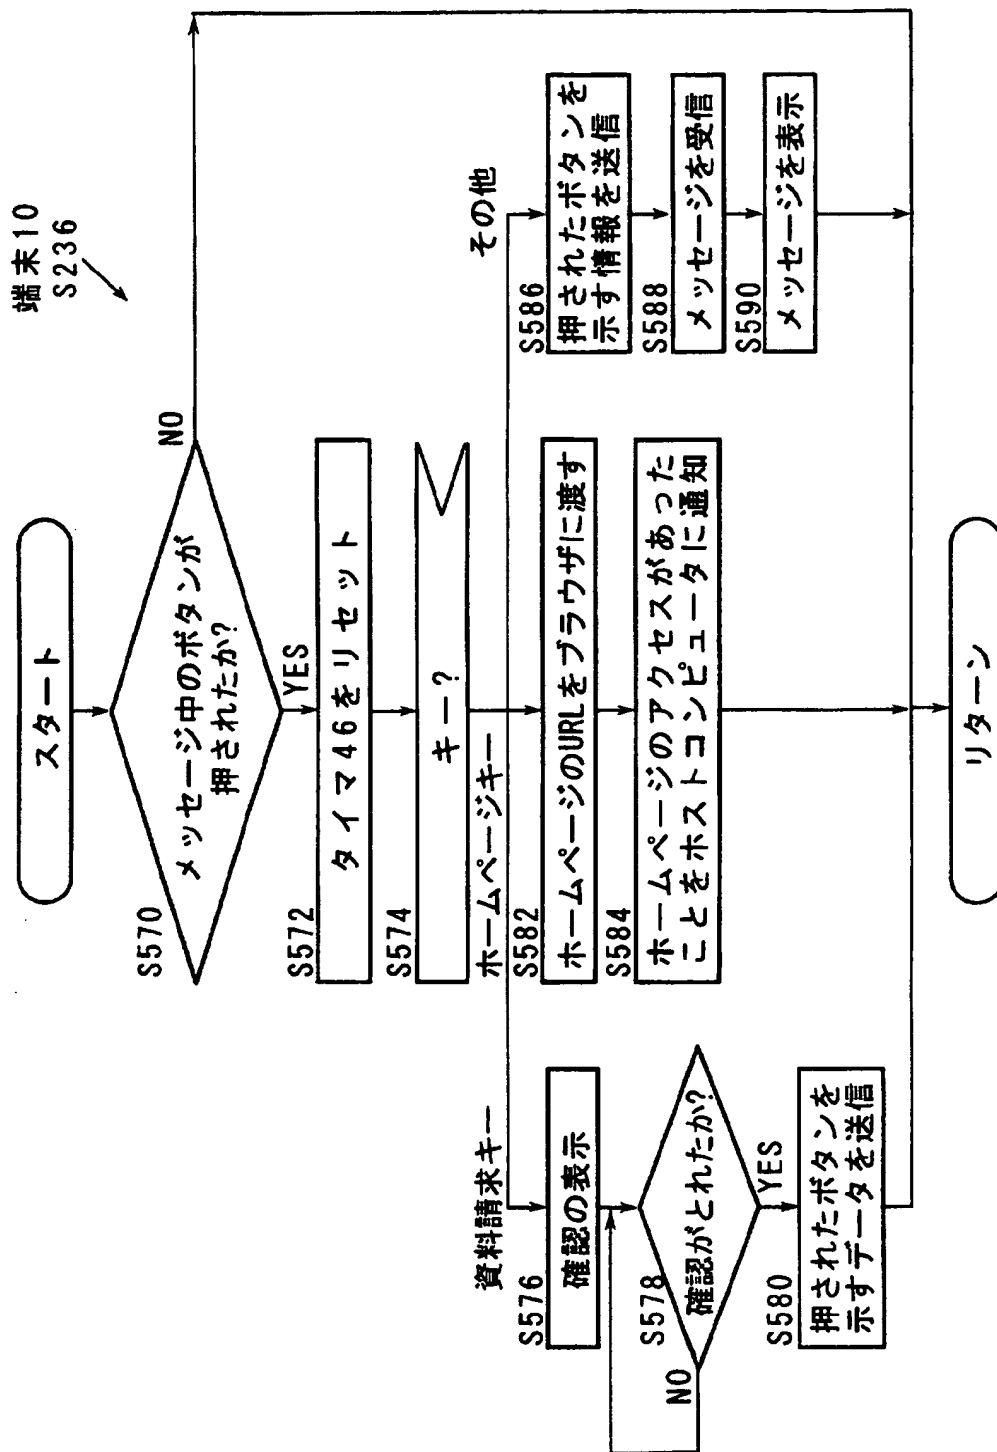 端末10
S236
スタート
S570
メッセージ中のボタンが
押されたか?
NO
YES
S572
タイマ46をリセット
S574
キー?
資料請求キー
ホームページキー
その他
S576
確認の表示
S578
確認がとれたか?
NO
YES
S580
押されたボタンを
示すデータを送信
S582
ホームページのURLをブラウザに渡す
S584
ホームページのアクセスがあった
ことをホストコンピュータに通知
S586
押されたボタンを
示す情報を送信
S588
メッセージを受信
S590
メッセージを表示
リターン